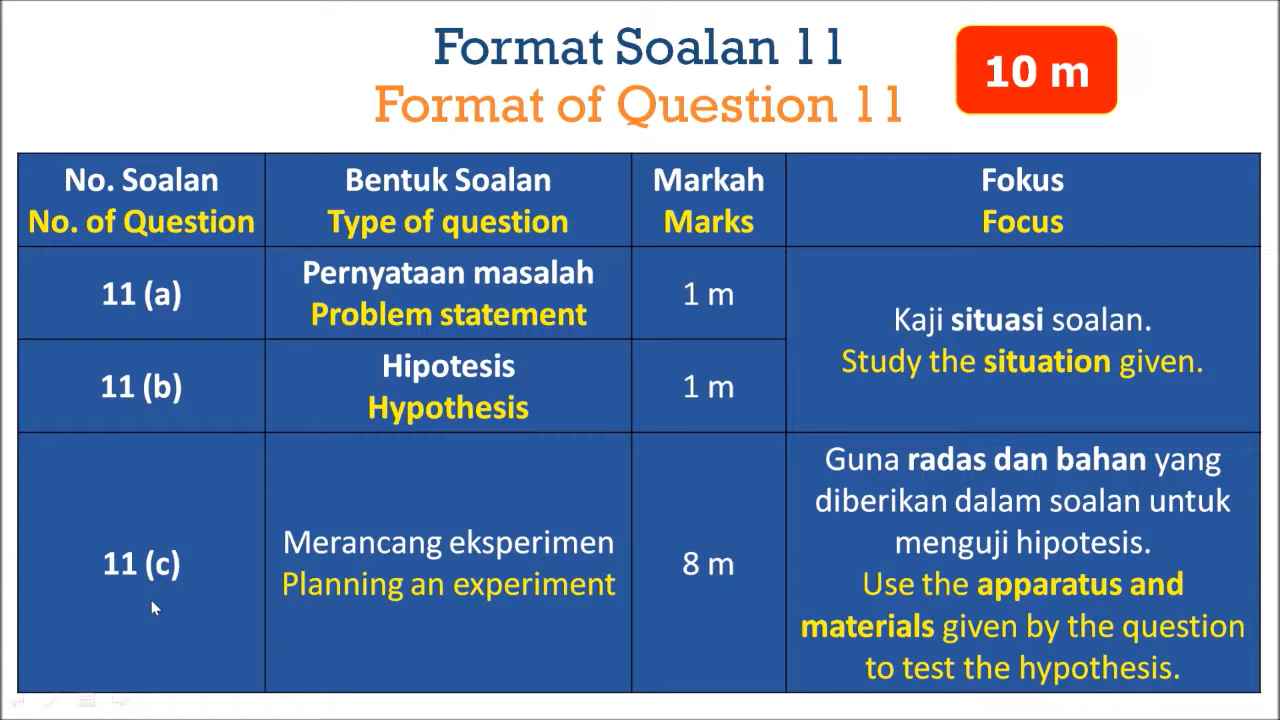 Format Soalan 11
Format of Question 11
10 m
No. Soalan
No. of Question
Bentuk Soalan
Type of question
Markah
Marks
Fokus
Focus
11 (a)
Pernyataan masalah
Problem statement
1 m
Kaji situasi soalan.
Study the situation given.
11 (b)
Hipotesis
Hypothesis
1 m
11 (c)
Merancang eksperimen
Planning an experiment
8 m
Guna radas dan bahan yang
diberikan dalam soalan untuk
menguji hipotesis.
Use the apparatus and
materials given by the question
to test the hypothesis.